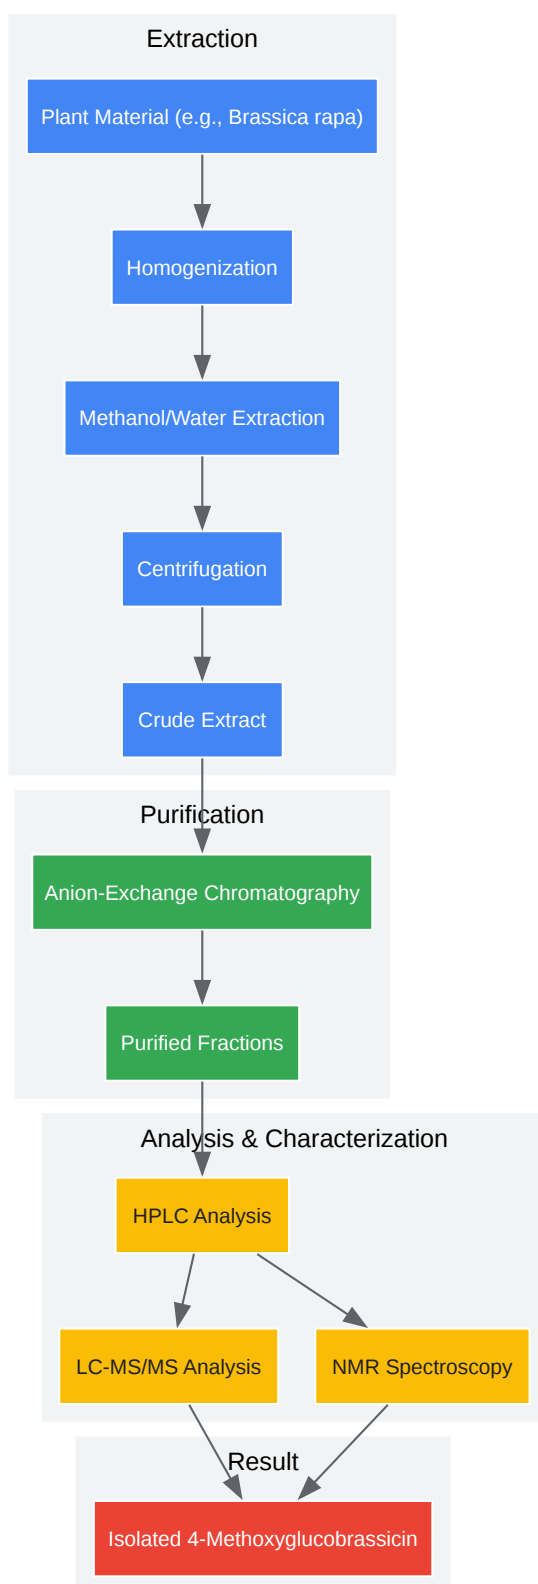 Extraction
Plant Material (e.g., Brassica rapa)
Homogenization
Methanol/Water Extraction
Centrifugation
Crude Extract
Purification
Anion-Exchange Chromatography
Purified Fractions
Analysis & Characterization
HPLC Analysis
LC-MS/MS Analysis
NMR Spectroscopy
Result
Isolated 4-Methoxyglucobrassicin